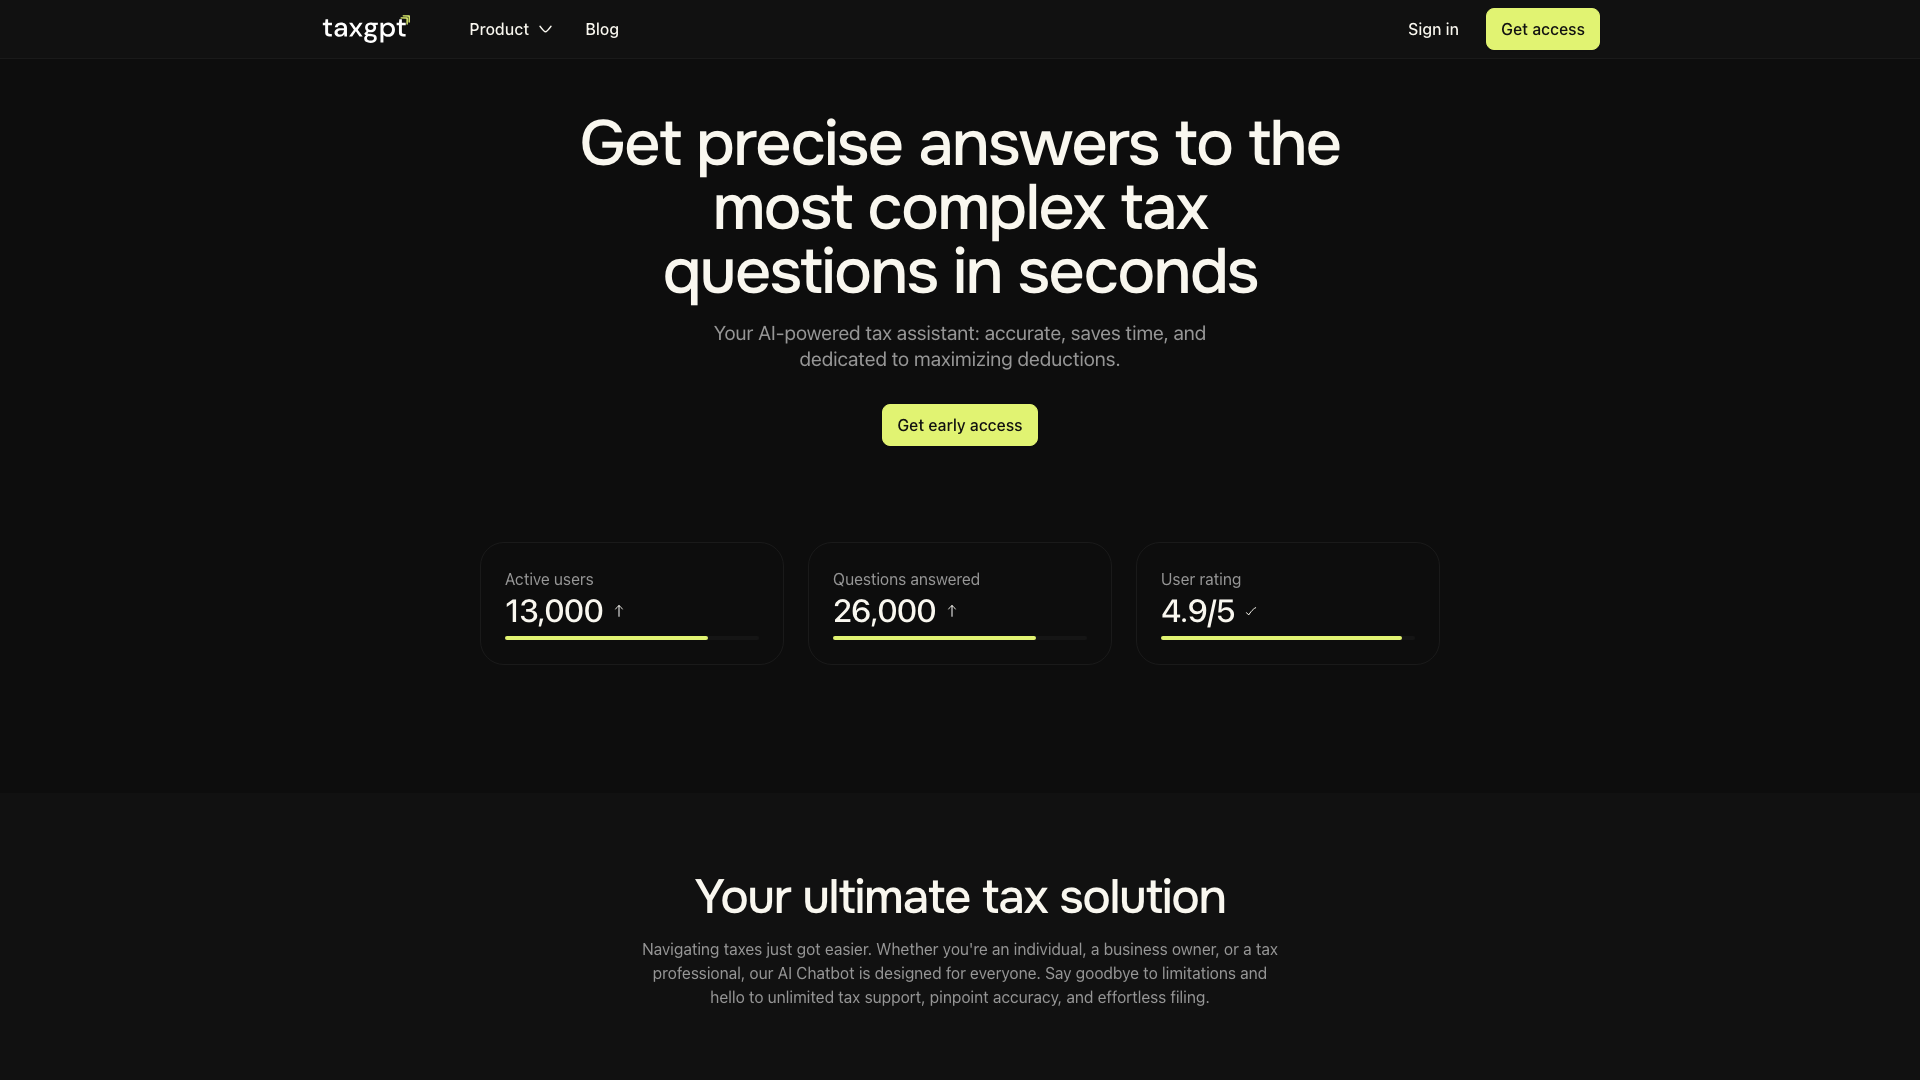 taxgpt
Product
Blog
Sign in
Get access
Get precise answers to the
most complex tax
questions in seconds
Your AI-powered tax assistant: accurate, saves time, and
dedicated to maximizing deductions.
Get early access
Active users
13,000 ↑
Questions answered
26,000 ↑
User rating
4.9/5 ✓
Your ultimate tax solution
Navigating taxes just got easier. Whether you're an individual, a business owner, or a tax
professional, our AI Chatbot is designed for everyone. Say goodbye to limitations and
hello to unlimited tax support, pinpoint accuracy, and effortless filing.